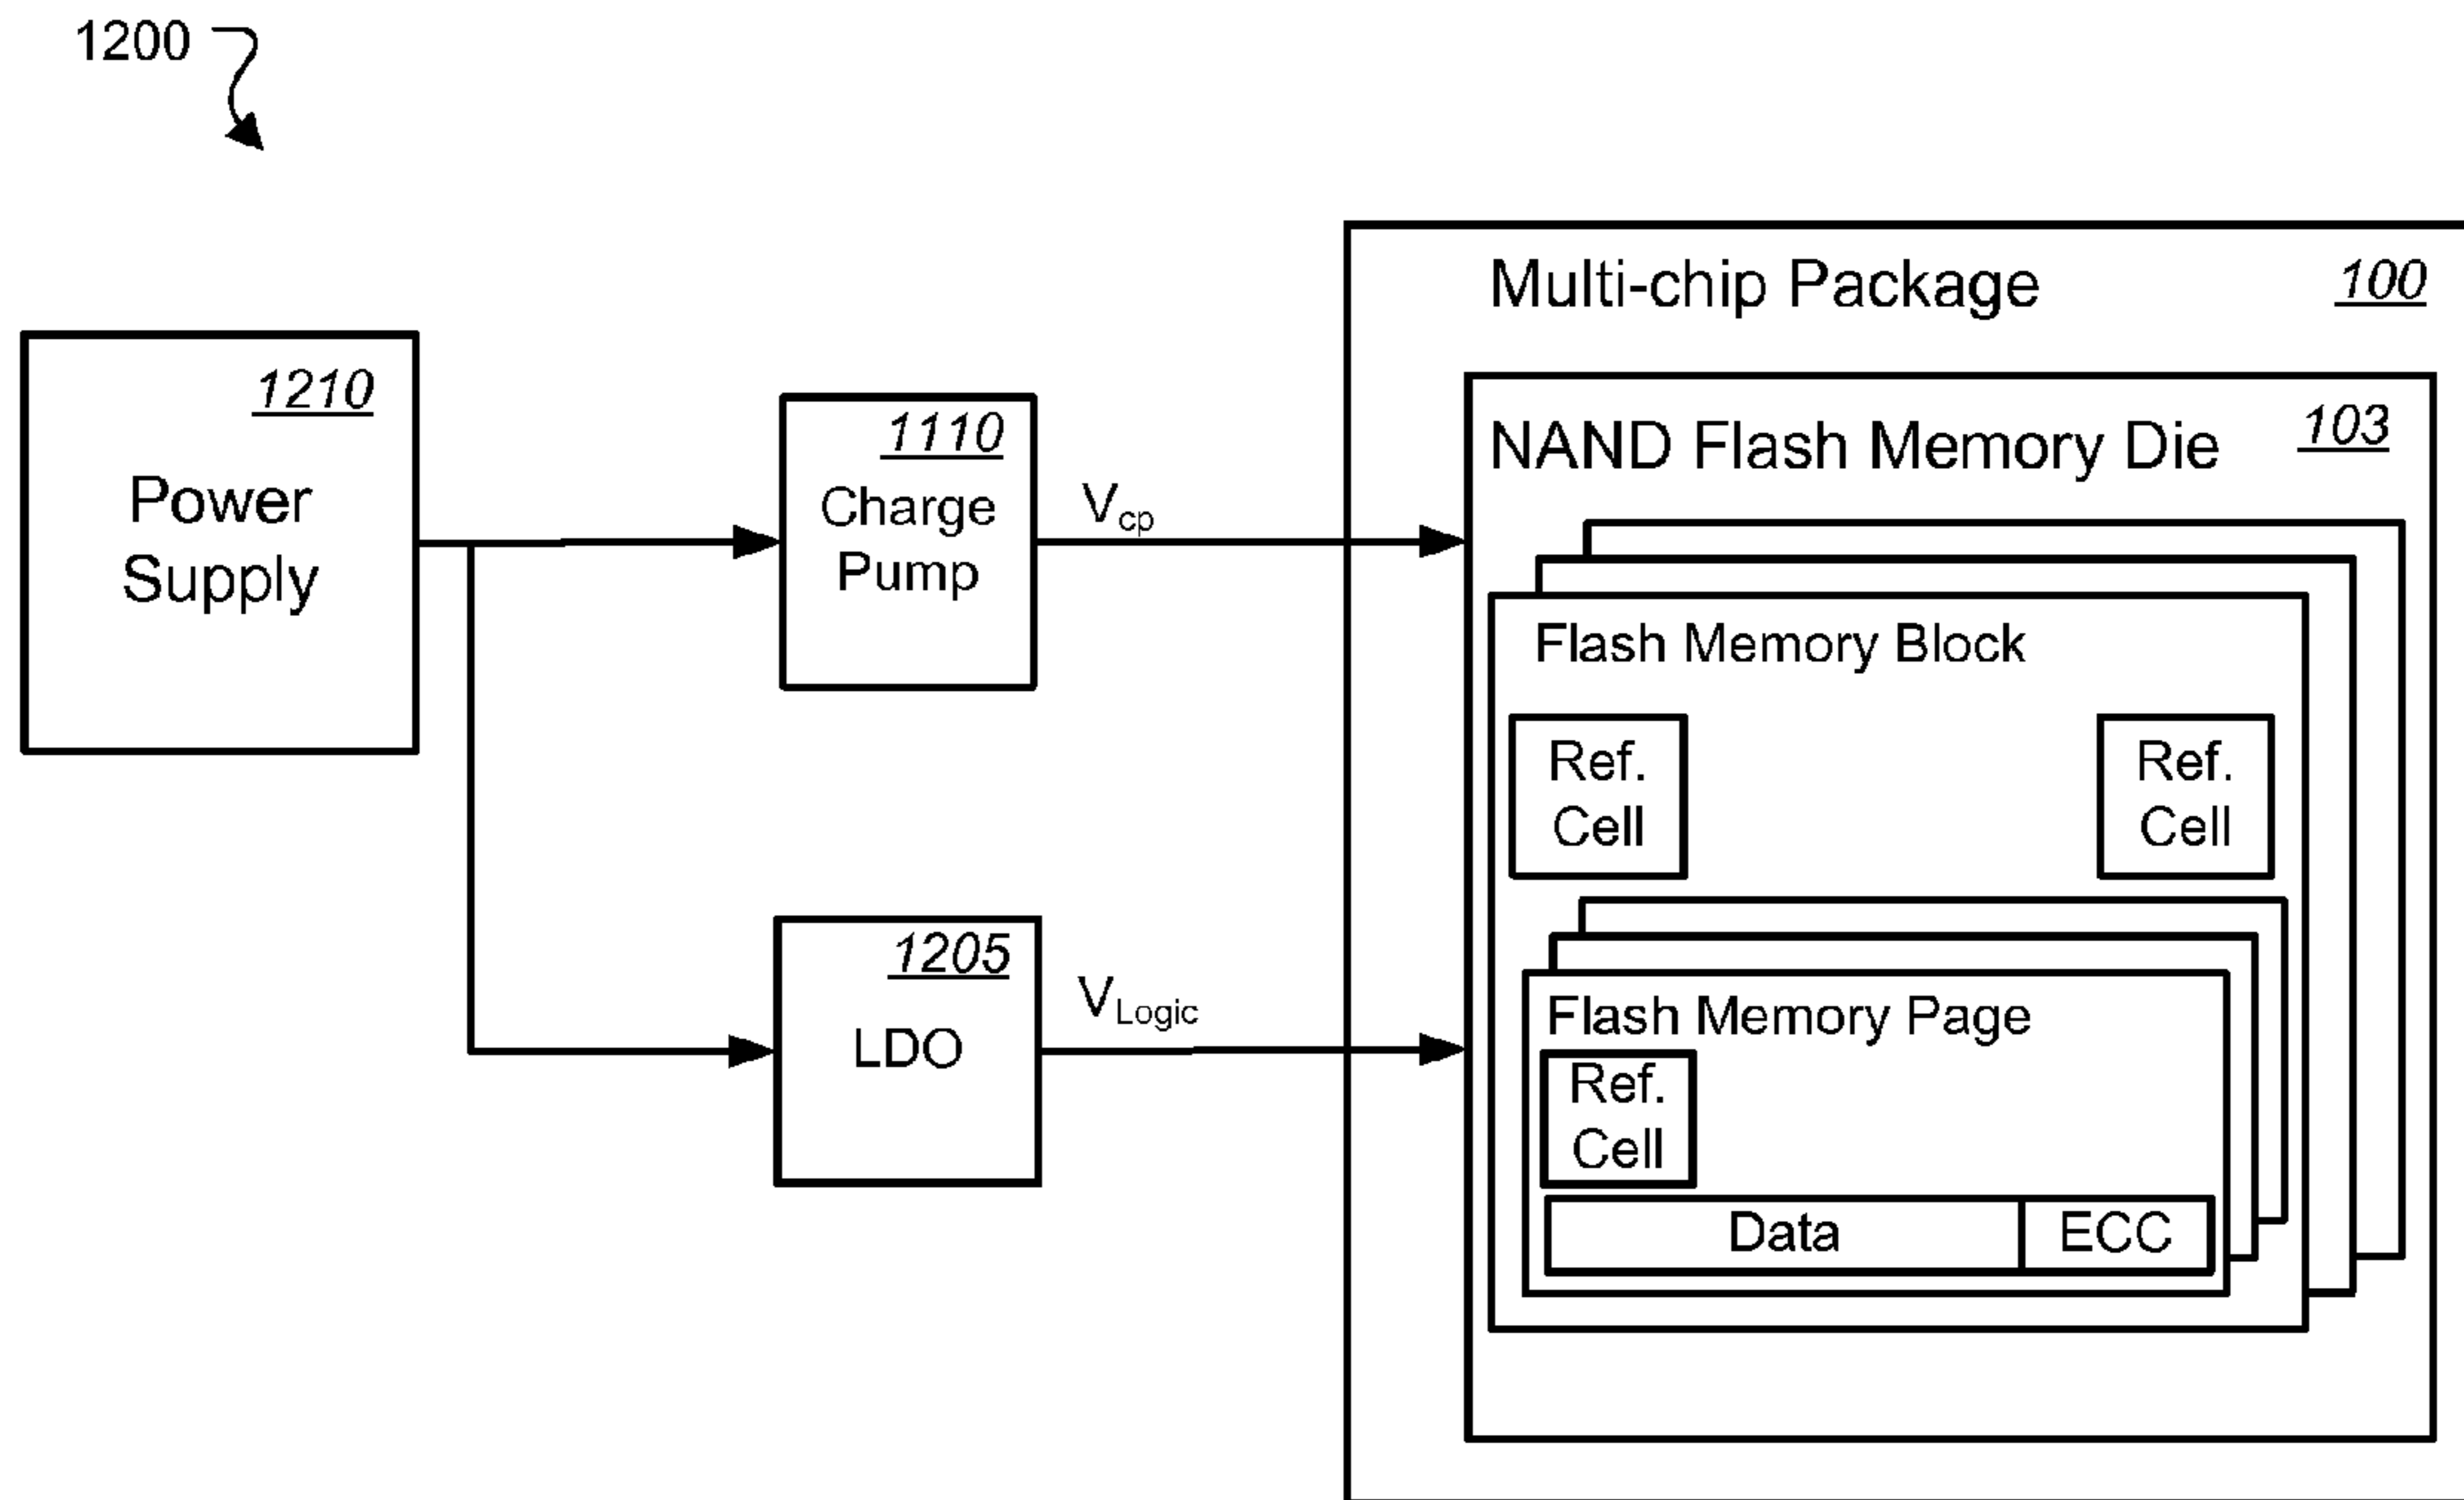 1200
Multi-chip Package 100
1210
Power
Supply
1110
Charge
Pump
Vcp
NAND Flash Memory Die 103
Flash Memory Block
Ref.
Cell
Ref.
Cell
1205
LDO
VLogic
Flash Memory Page
Ref.
Cell
Data ECC